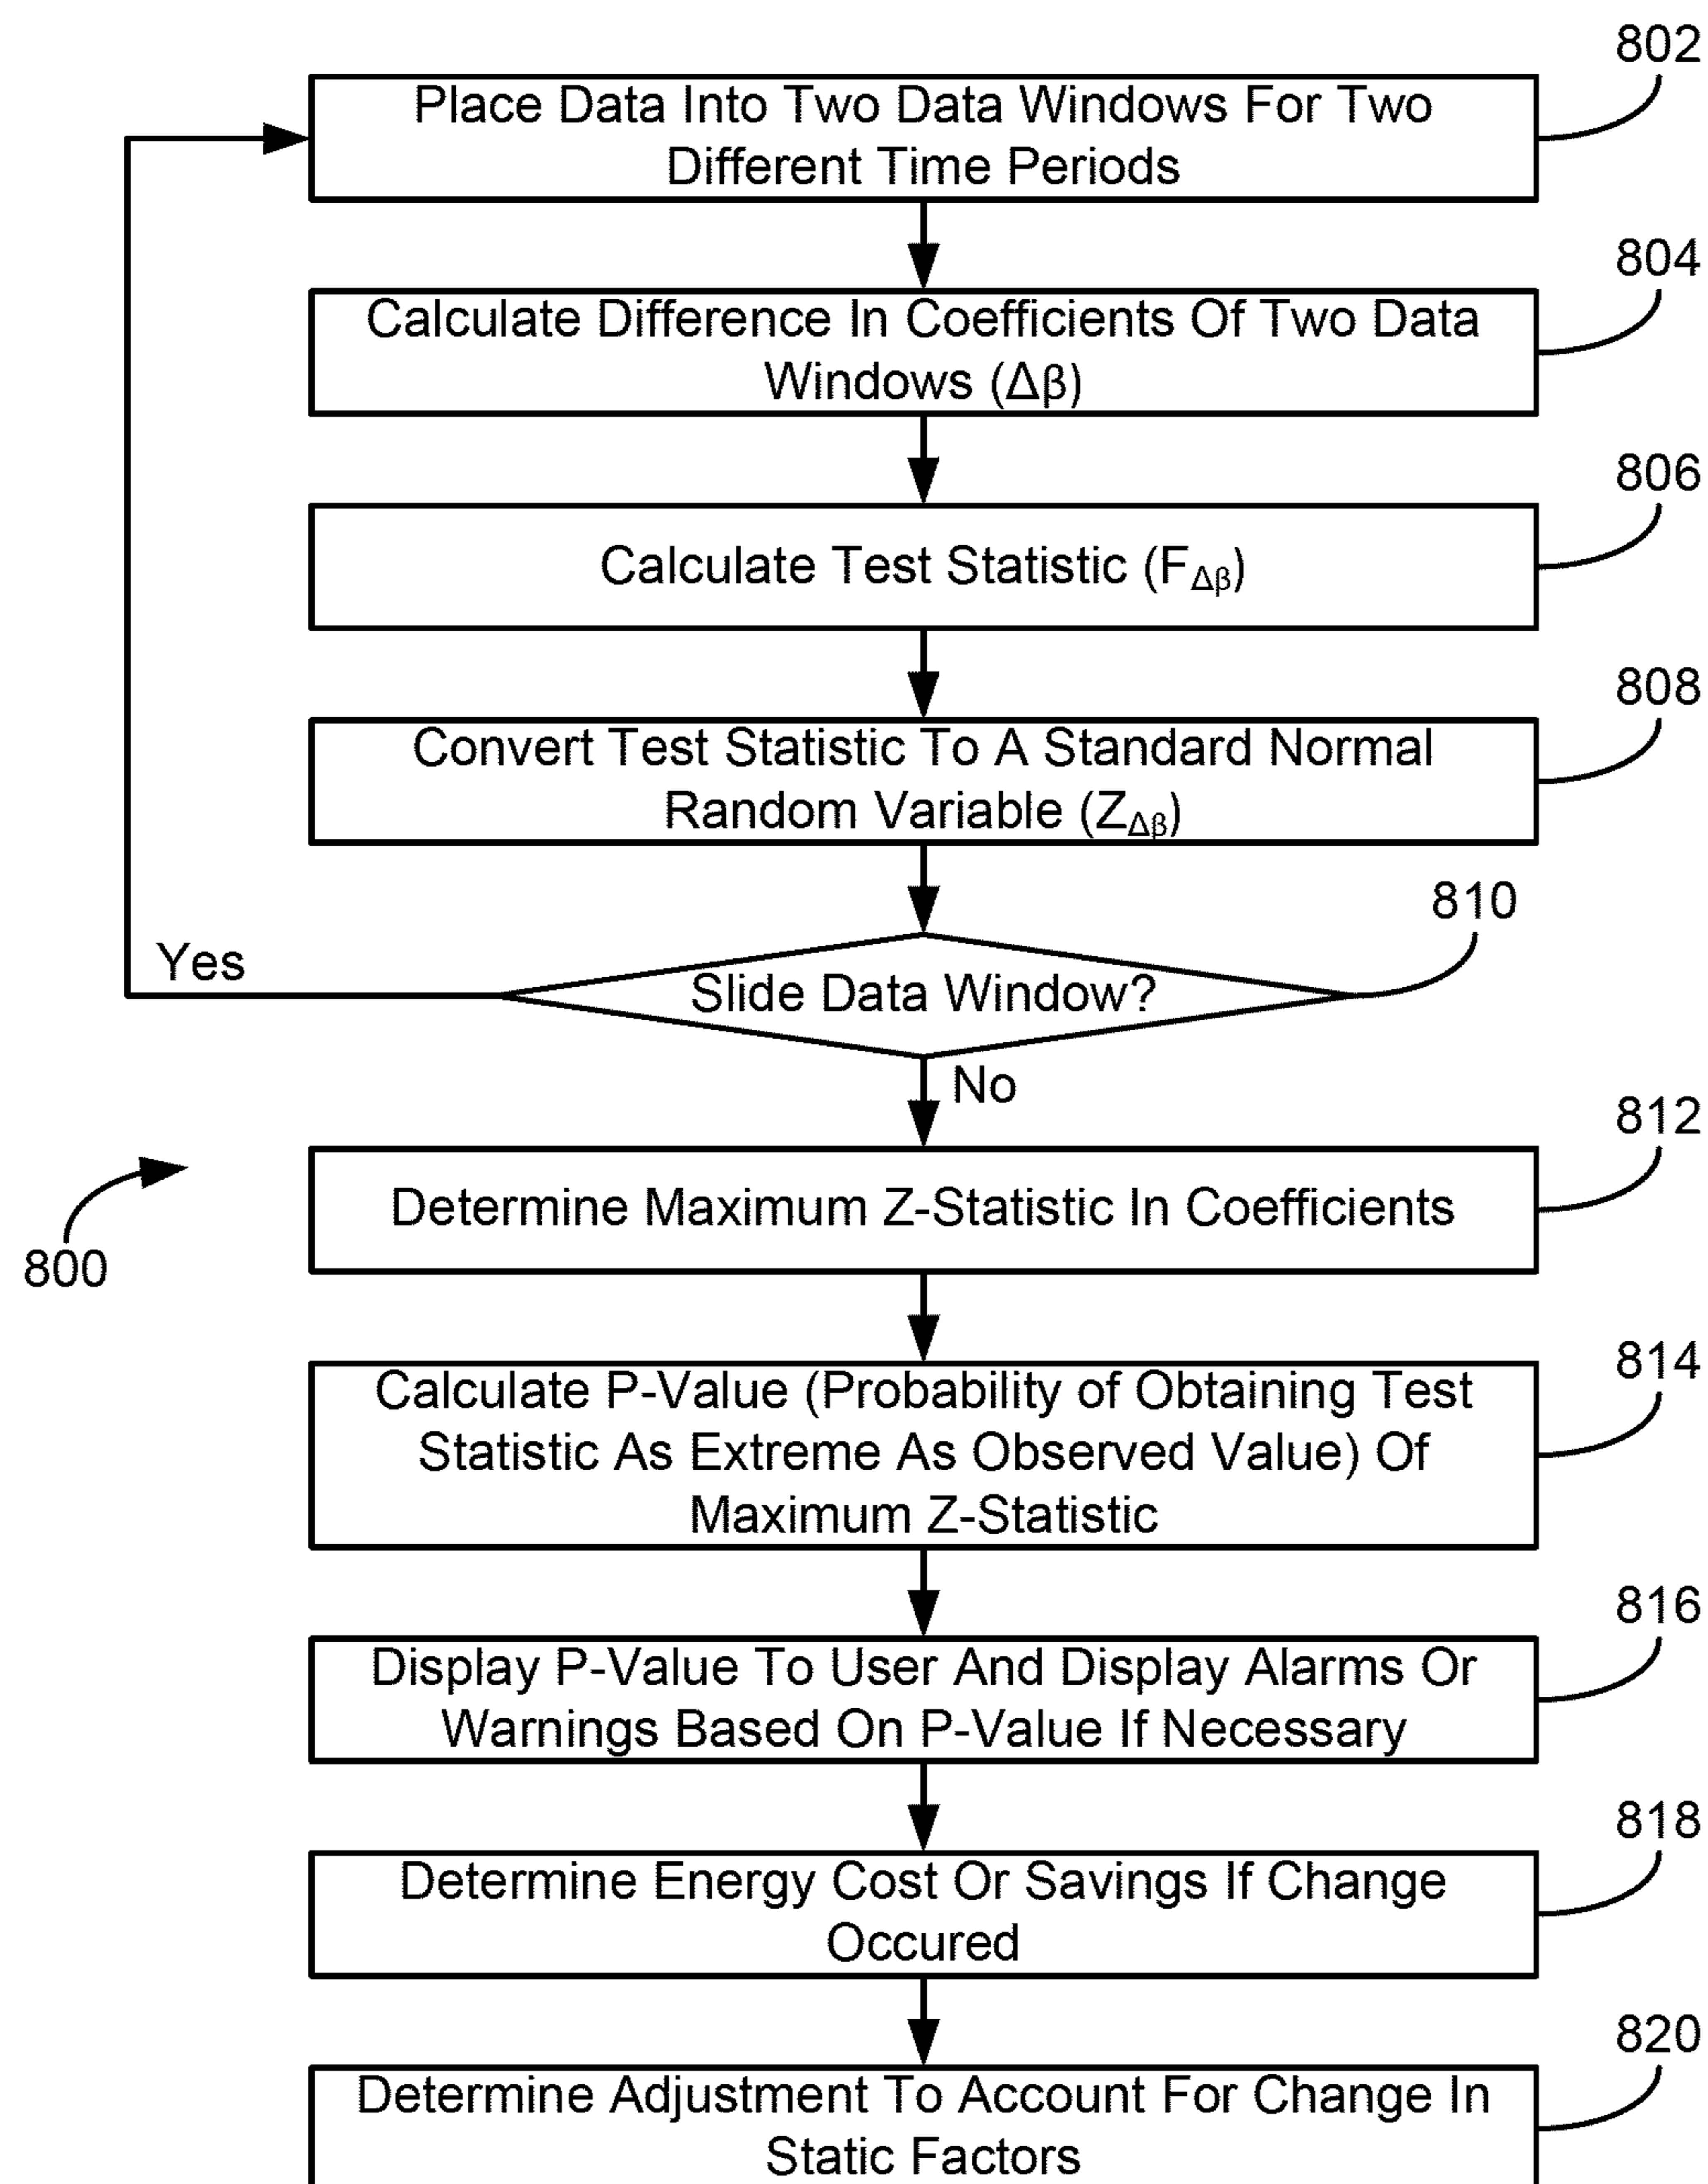 802
Place Data Into Two Data Windows For Two
Different Time Periods
804
Calculate Difference In Coefficients Of Two Data
Windows (Δβ)
806
Calculate Test Statistic (FΔβ)
808
Convert Test Statistic To A Standard Normal
Random Variable (ZΔβ)
810
Yes
Slide Data Window?
No
812
Determine Maximum Z-Statistic In Coefficients
800
814
Calculate P-Value (Probability of Obtaining Test
Statistic As Extreme As Observed Value) Of
Maximum Z-Statistic
816
Display P-Value To User And Display Alarms Or
Warnings Based On P-Value If Necessary
818
Determine Energy Cost Or Savings If Change
Occured
820
Determine Adjustment To Account For Change In
Static Factors